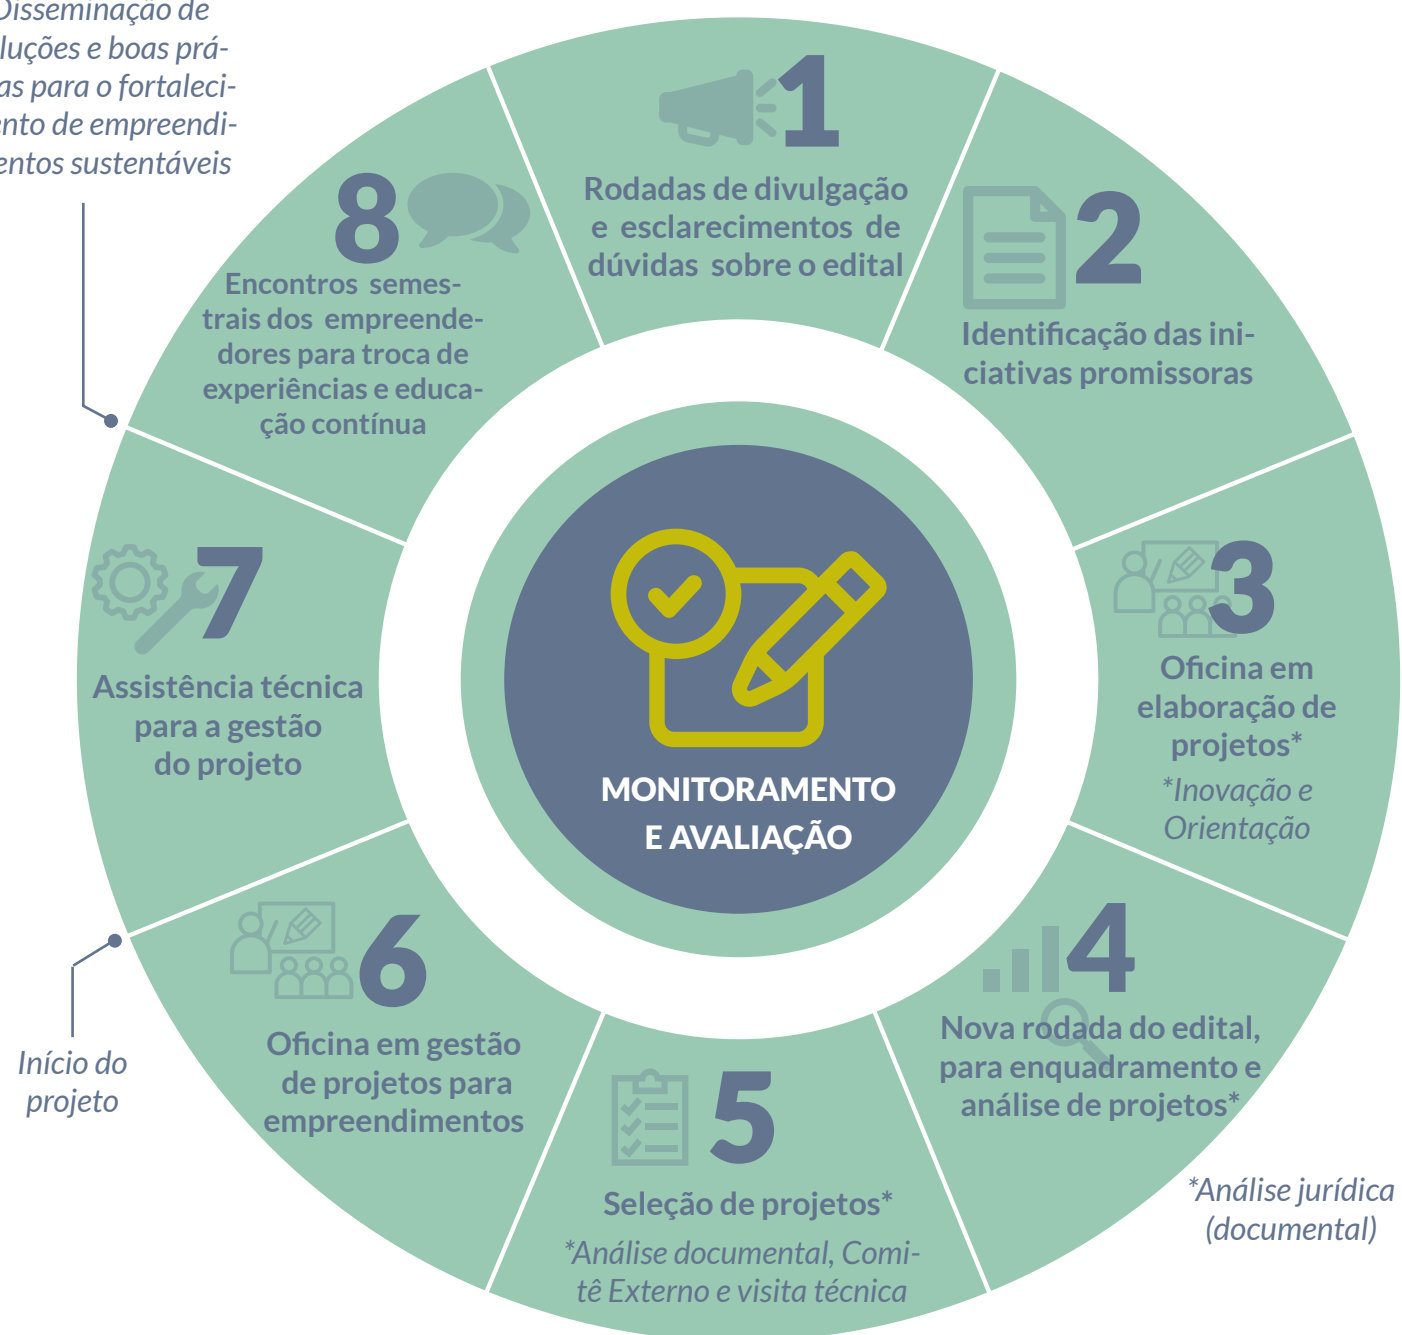 Disseminação de
luções e boas prá-
as para o fortaleci-
ento de empreendi-
entos sustentáveis
1
Rodadas de divulgação
e esclarecimentos de
dúvidas sobre o edital
2
Identificação das ini-
ciativas promissoras
3
Oficina em
elaboração de
projetos*
*Inovação e
Orientação
4
Nova rodada do edital,
para enquadramento e
análise de projetos*
*Análise jurídica
(documental)
5
Seleção de projetos*
*Análise documental, Comi-
tê Externo e visita técnica
6
Oficina em gestão
de projetos para
empreendimentos
Início do
projeto
7
Assistência técnica
para a gestão
do projeto
8
Encontros semes-
trais dos empreende-
dores para troca de
experiências e educa-
ção contínua
MONITORAMENTO
E AVALIAÇÃO